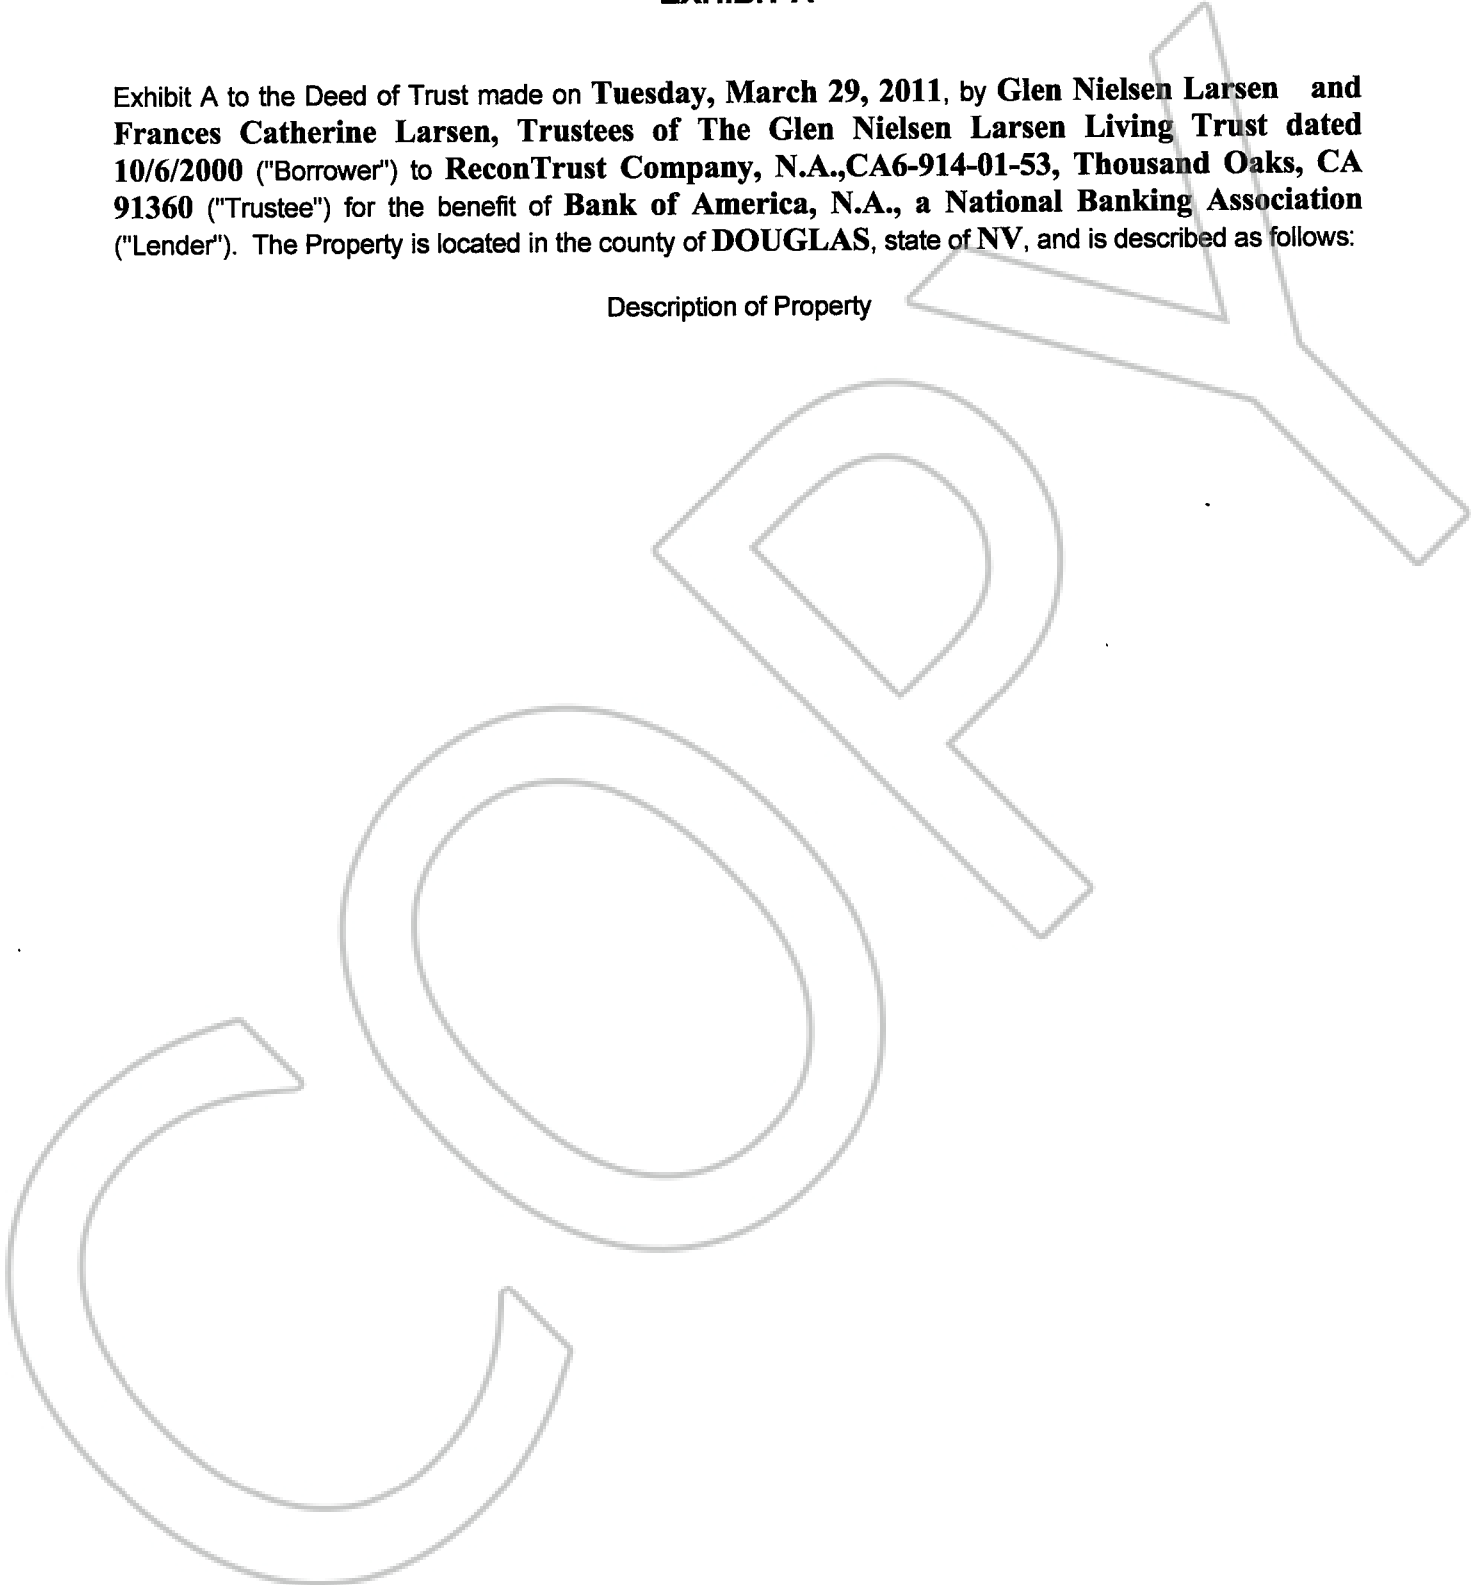 EXHIBIT A
Exhibit A to the Deed of Trust made on Tuesday, March 29, 2011, by Glen Nielsen Larsen and
Frances Catherine Larsen, Trustees of The Glen Nielsen Larsen Living Trust dated
10/6/2000 ("Borrower") to ReconTrust Company, N.A.,CA6-914-01-53, Thousand Oaks, CA
91360 ("Trustee") for the benefit of Bank of America, N.A., a National Banking Association
("Lender"). The Property is located in the county of DOUGLAS, state of NV, and is described as follows:
Description of Property
COPY